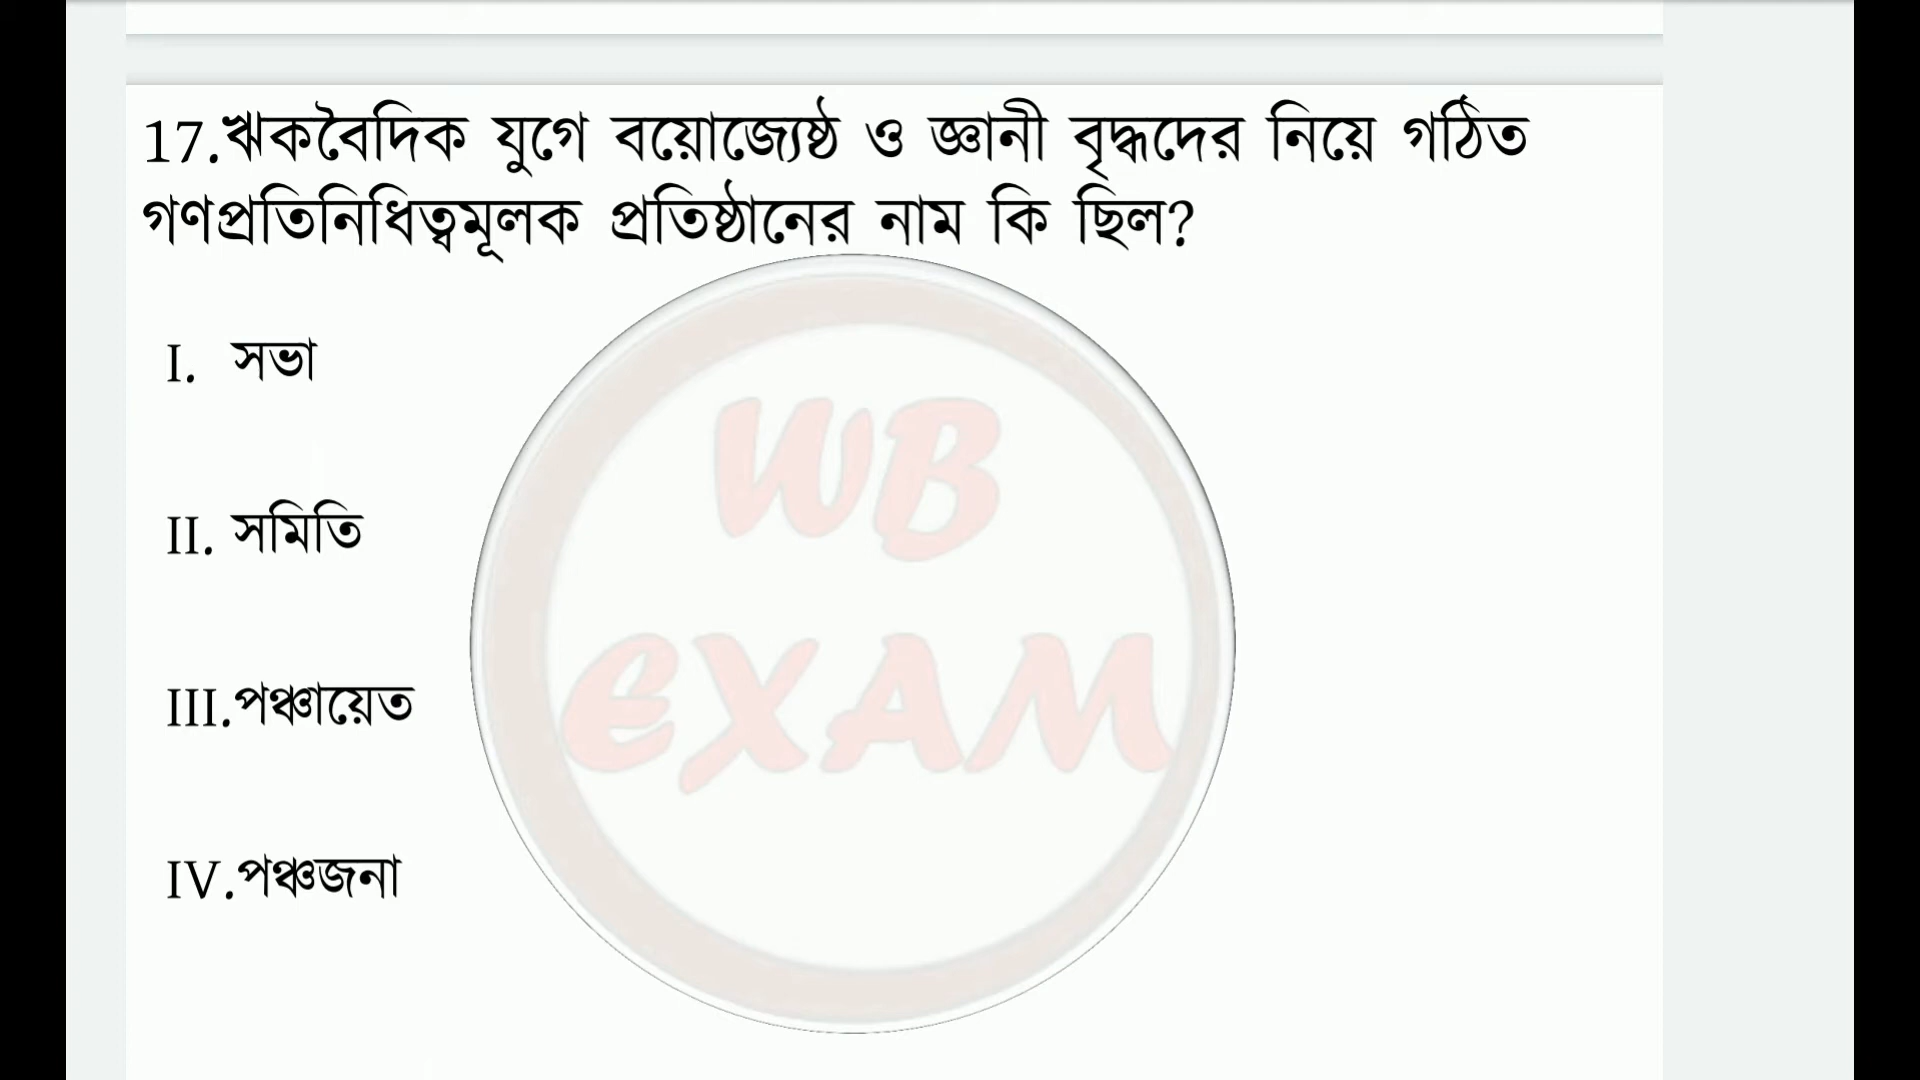 17.ঋকবৈদিক যুগে বয়োজ্যেষ্ঠ ও জ্ঞানী বৃদ্ধদের নিয়ে গঠিত
গণপ্রতিনিধিত্বমূলক প্রতিষ্ঠানের নাম কি ছিল?
I. সভা
II. সমিতি
III.পঞ্চায়েত
IV.পঞ্চজনা
WB
EXAM